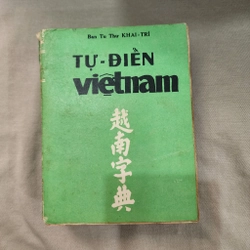 Ban Tu Thư KHAI-TRÍ
TỰ-ĐIỂN
việtnam
越南字典